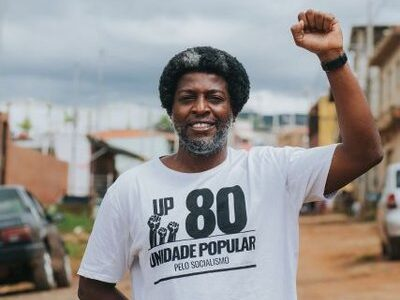 UP 80
UNIDADE POPULAR
PELO SOCIALISMO